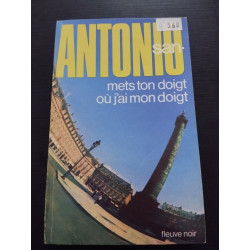 san-
ANTONIO
mets ton doigt
où j'ai mon doigt
fleuve noir